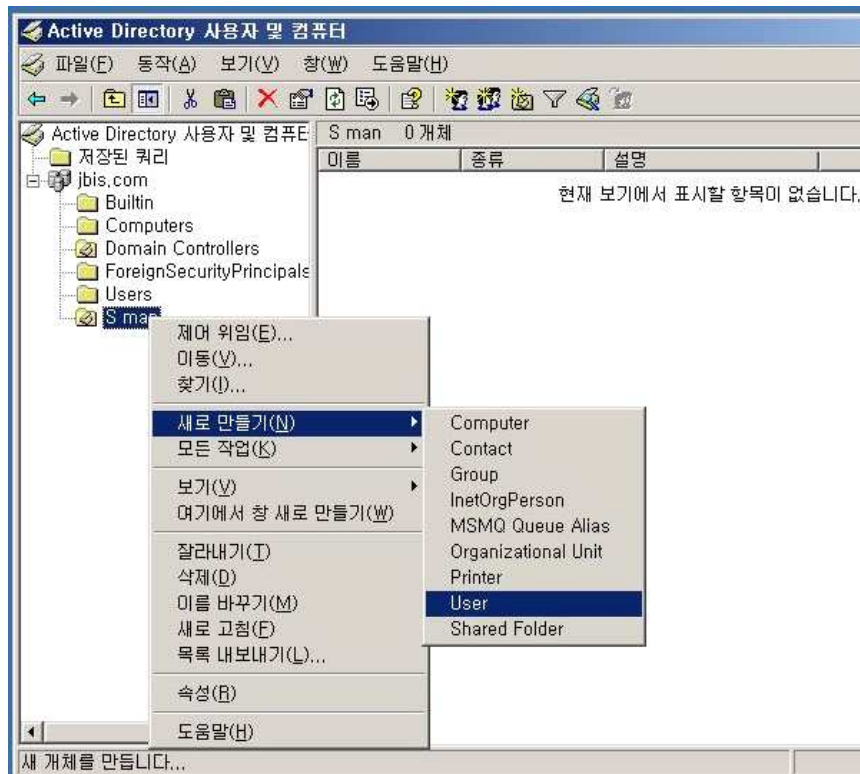 Active Directory 사용자 및 컴퓨터
파일(F) 동작(A) 보기(V) 창(W) 도움말(H)
Active Directory 사용자 및 컴퓨터
저장된 쿼리
jbis.com
Builtin
Computers
Domain Controllers
ForeignSecurityPrincipals
Users
S man
S man 0 개체
이름 종류 설명
현재 보기에서 표시할 항목이 없습니다.
제어 위임(E)...
이동(V)...
찾기(I)...
새로 만들기(N)
모든 작업(K)
보기(V)
여기에서 창 새로 만들기(W)
잘라내기(T)
삭제(D)
이름 바꾸기(M)
새로 고침(F)
목록 내보내기(L)...
속성(R)
도움말(H)
Computer
Contact
Group
InetOrgPerson
MSMQ Queue Alias
Organizational Unit
Printer
User
Shared Folder
새 개체를 만듭니다...